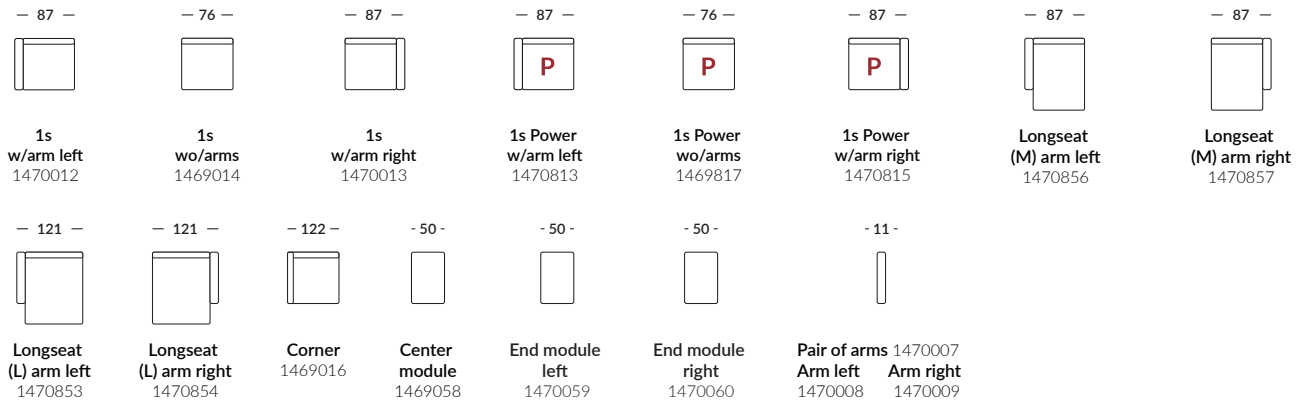 — 87 — — 76 — — 87 — — 87 — — 76 — — 87 — — 87 — — 87 —
P P P
1s 1s 1s 1s Power 1s Power 1s Power Longseat Longseat
w/arm left wo/arms w/arm right w/arm left wo/arms w/arm right (M) arm left (M) arm right
1470012 1469014 1470013 1470813 1469817 1470815 1470856 1470857
— 121 — — 121 — – 122 — - 50 - - 50 - - 50 - - 11 -
Longseat Longseat Corner Center End module End module Pair of arms 1470007
(L) arm left (L) arm right 1469016 module left right Arm left Arm right
1470853 1470854 1469058 1470059 1470060 1470008 1470009